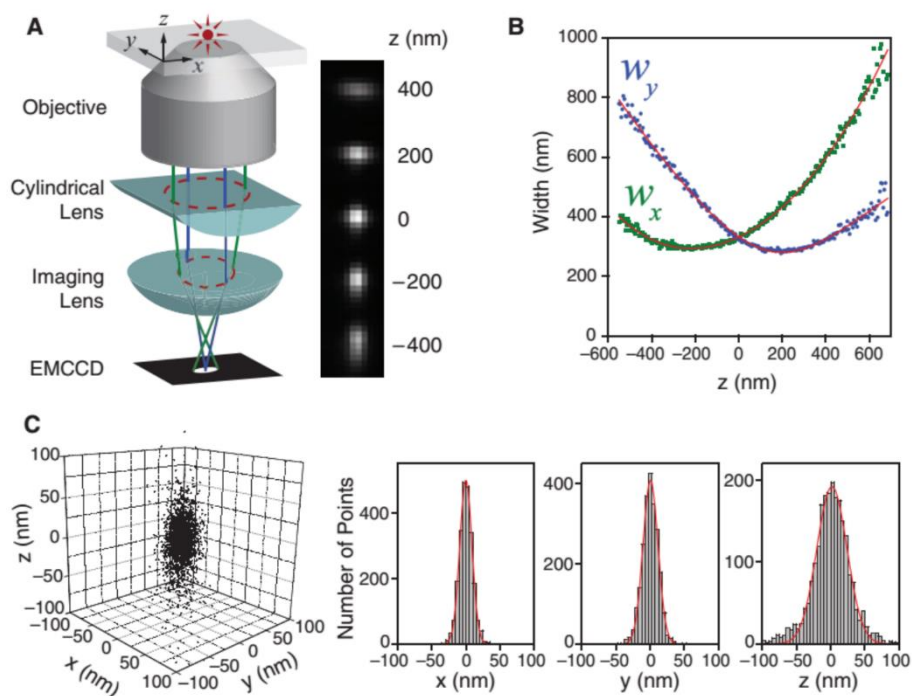 A
z
y
x
Objective
Cylindrical
Lens
Imaging
Lens
EMCCD
z (nm)
400
200
0
−200
−400
B
1000
800
600
400
200
0
Width (nm)
wy
wx
−600 −400 −200 0 200 400 600
z (nm)
C
100
50
0
−50
−100
z (nm)
−100
−50
0
50
100
x (nm)
−100
−50
0
50
100
y (nm)
Number of Points
400
200
0
−100 −50 0 50 100
x (nm)
400
300
200
100
0
−100 −50 0 50 100
y (nm)
200
100
0
−100 −50 0 50 100
z (nm)